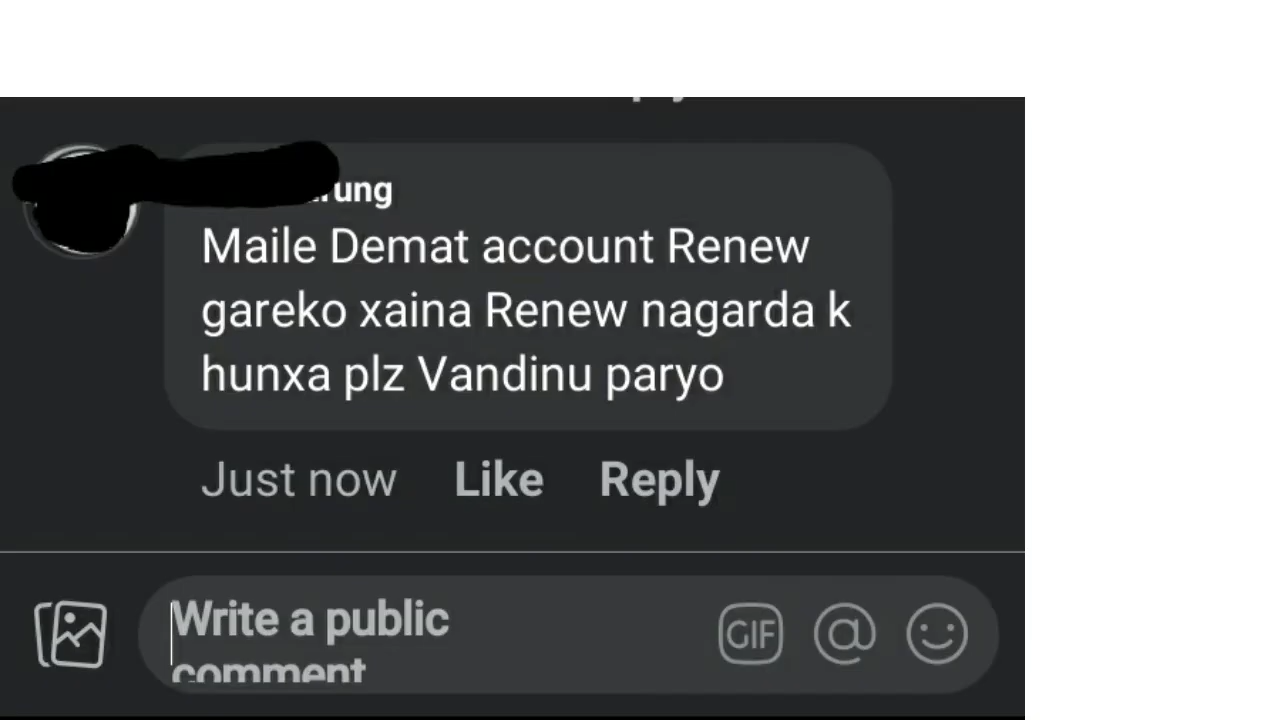 Maile Demat account Renew
gareko xaina Renew nagarda k
hunxa plz Vandinu paryo
Just now Like Reply
Write a public
comment
GIF